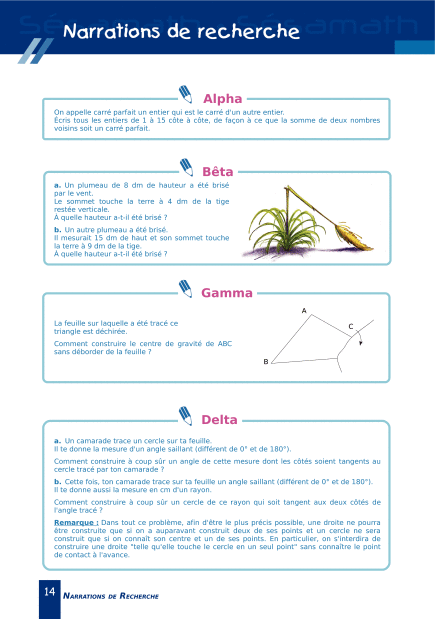 Narrations de recherche
Alpha
On appelle carré parfait un entier qui est le carré d'un autre entier.
Écris tous les entiers de 1 à 15 côte à côte, de façon à ce que la somme de deux nombres
voisins soit un carré parfait.
Bêta
a. Un plumeau de 8 dm de hauteur a été brisé
par le vent.
Le sommet touche la terre à 4 dm de la tige
restée verticale.
À quelle hauteur a-t-il été brisé ?
b. Un autre plumeau a été brisé.
Il mesurait 15 dm de haut et son sommet touche
la terre à 9 dm de la tige.
À quelle hauteur a-t-il été brisé ?
Gamma
La feuille sur laquelle a été tracé ce
triangle est déchirée.
Comment construire le centre de gravité de ABC
sans déborder de la feuille ?
A
C
B
Delta
a. Un camarade trace un cercle sur ta feuille.
Il te donne la mesure d'un angle saillant (différent de 0° et de 180°).
Comment construire à coup sûr un angle de cette mesure dont les côtés soient tangents au
cercle tracé par ton camarade ?
b. Cette fois, ton camarade trace sur ta feuille un angle saillant (différent de 0° et de 180°).
Il te donne aussi la mesure en cm d'un rayon.
Comment construire à coup sûr un cercle de ce rayon qui soit tangent aux deux côtés de
l'angle tracé ?
Remarque : Dans tout ce problème, afin d'être le plus précis possible, une droite ne pourra
être construite que si on a auparavant construit deux de ses points et un cercle ne sera
construit que si on connaît son centre et un de ses points. En particulier, on s'interdira de
construire une droite "telle qu'elle touche le cercle en un seul point" sans connaître le point
de contact à l'avance.
14 NARRATIONS DE RECHERCHE